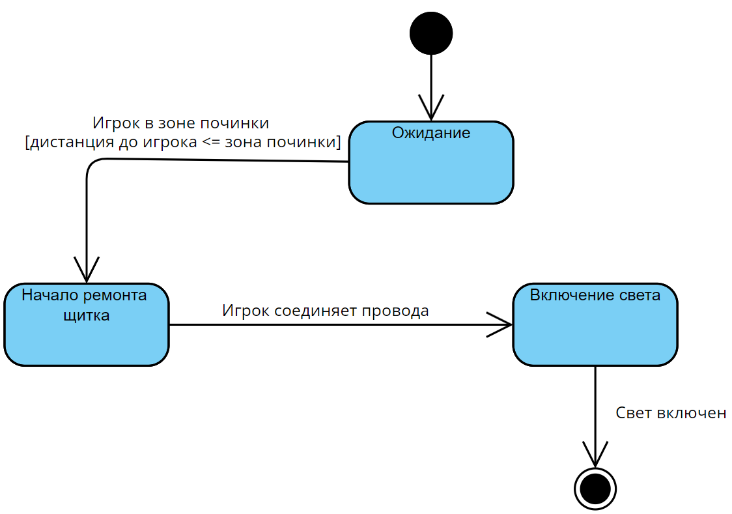 Игрок в зоне починки
[дистанция до игрока <= зона починки]
Ожидание
Начало ремонта
щитка
Игрок соединяет провода
Включение света
Свет включен